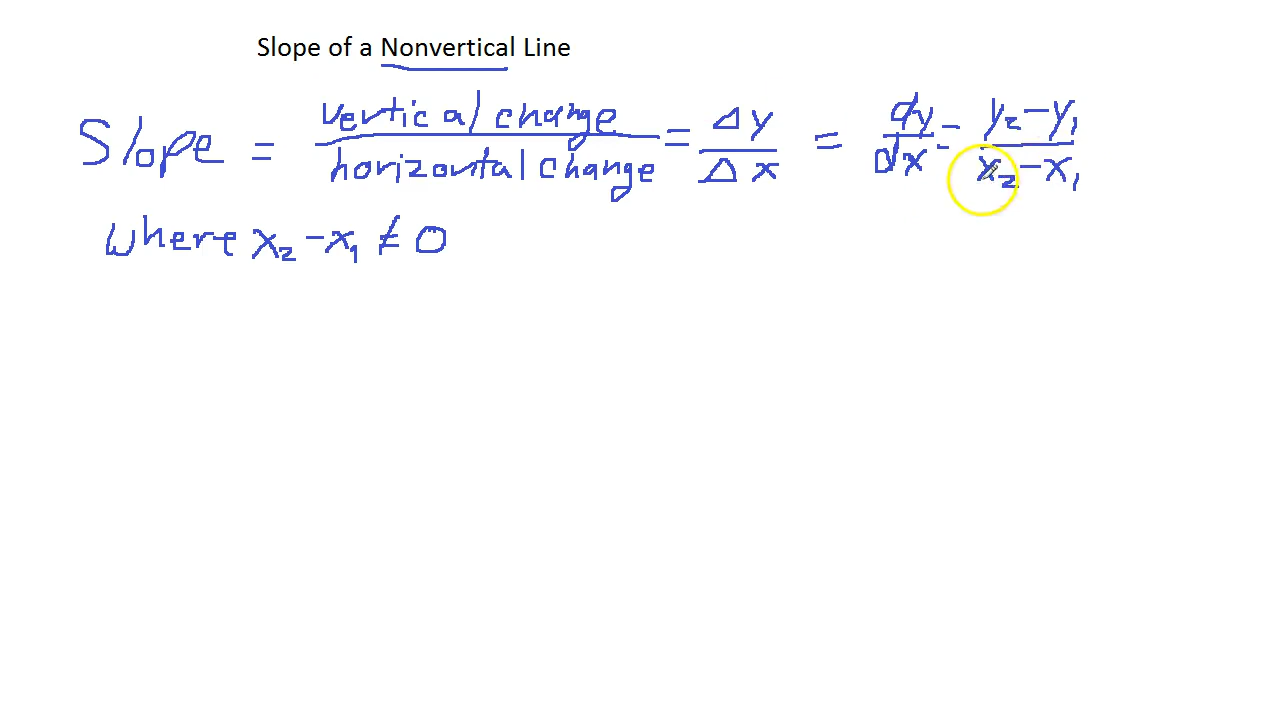 Slope of a Nonvertical Line
Slope = vertical change / horizontal change = Δy / Δx = dy / dx = y₂ - y₁ / x₂ - x₁
where x₂ - x₁ ≠ 0